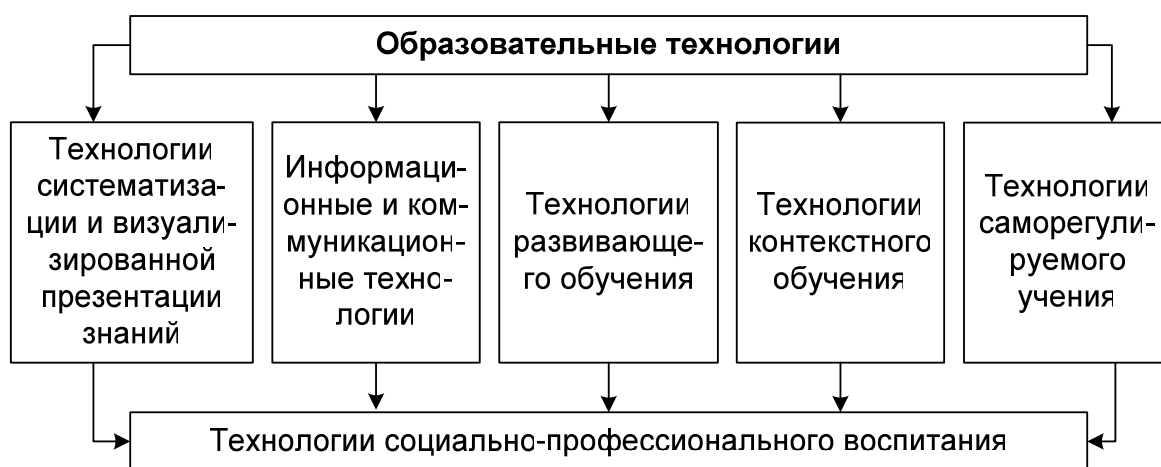 Образовательные технологии
Технологии
систематиза-
ции и визуали-
зированной
презентации
знаний
Информаци-
онные и ком-
муникацион-
ные техно-
логии
Технологии
развивающе-
го обучения
Технологии
контекстного
обучения
Технологии
саморегули-
руемого
учения
Технологии социально-профессионального воспитания